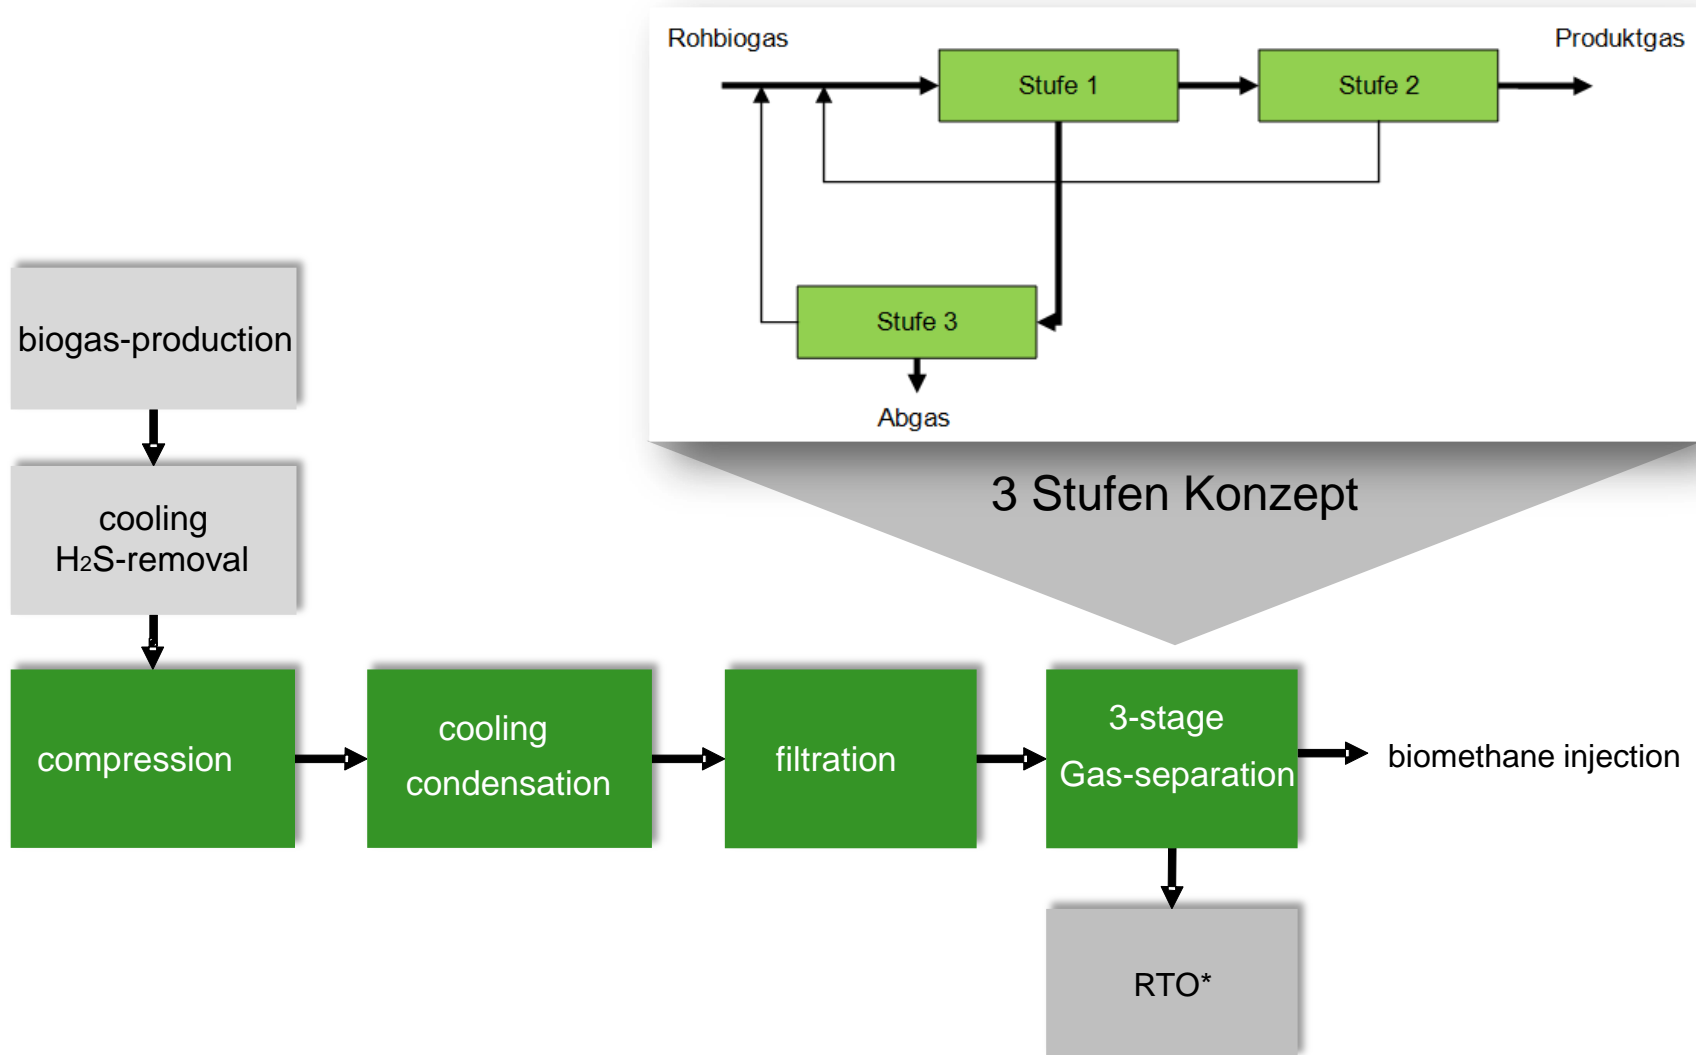 Rohbiogas
Produktgas
Stufe 1
Stufe 2
Stufe 3
Abgas
3 Stufen Konzept
biogas-production
cooling
H₂S-removal
compression
cooling
condensation
filtration
3-stage
Gas-separation
biomethane injection
RTO*